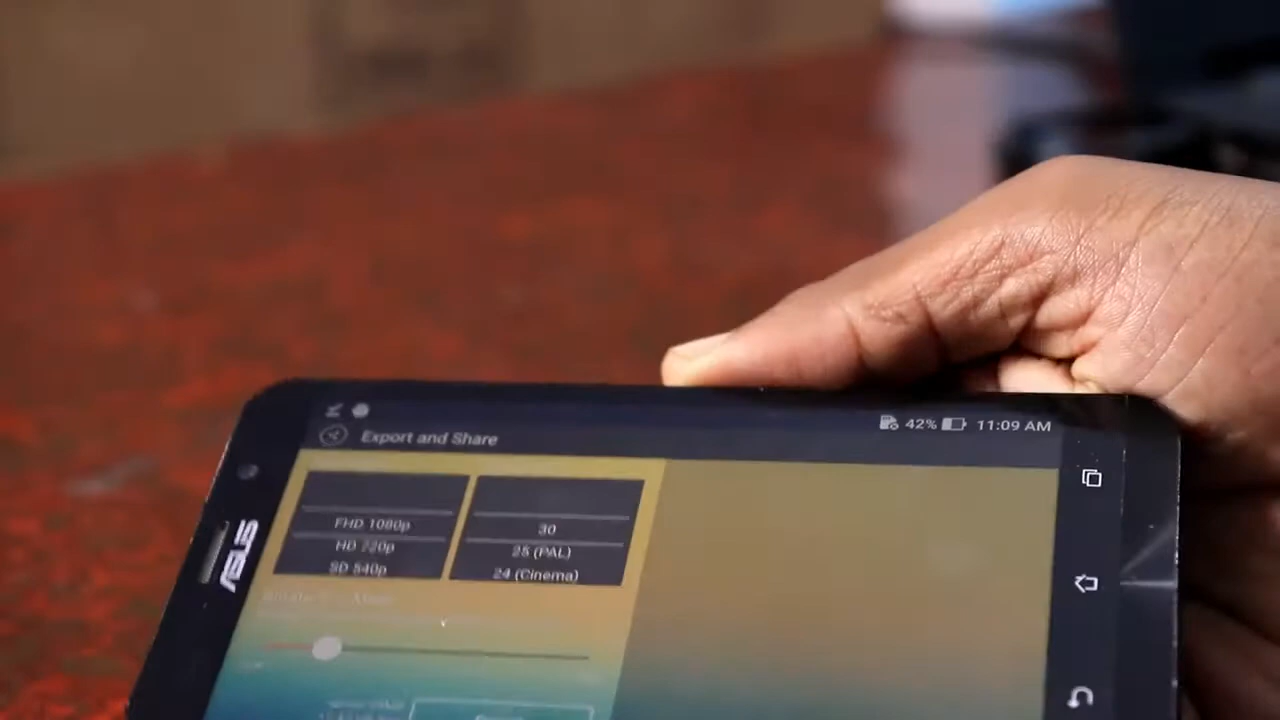 42% 11:09 AM
Export and Share
FHD 1080p
HD 720p
SD 540p
30
25 (PAL)
24 (Cinema)
ASUS